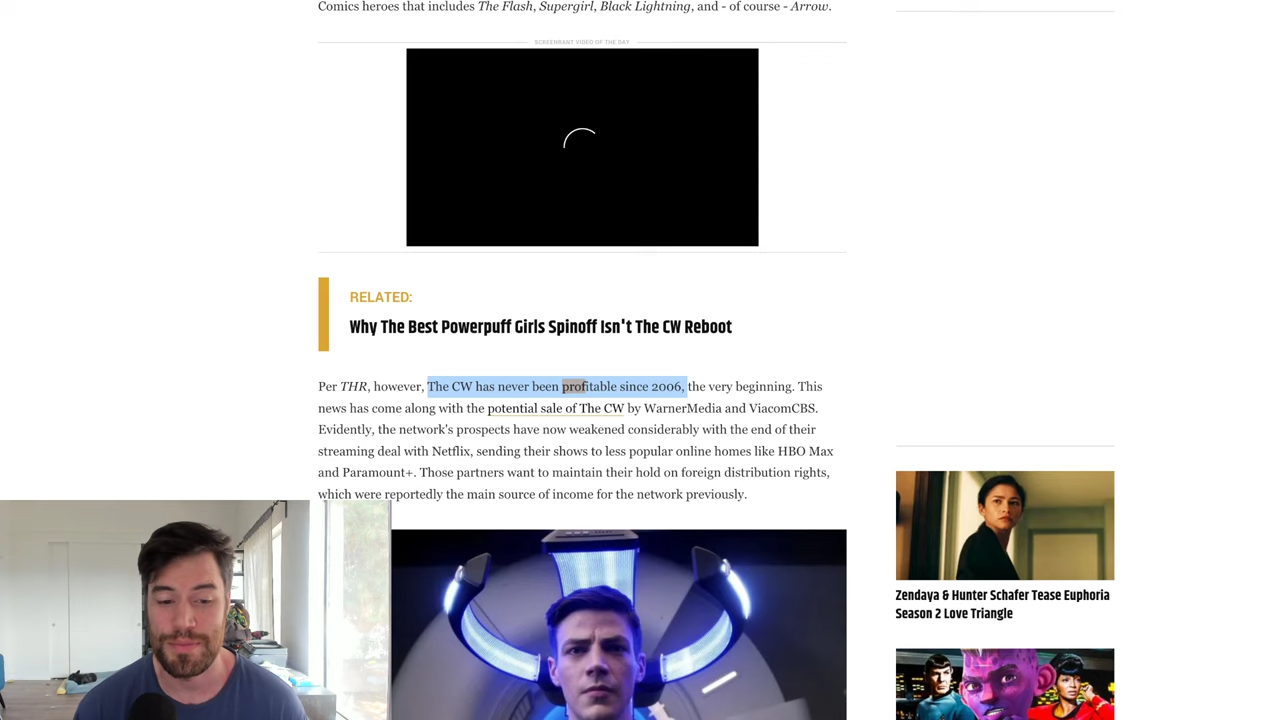 Comics heroes that includes The Flash, Supergirl, Black Lightning, and - of course - Arrow.
SCREENRANT VIDEO OF THE DAY
RELATED:
Why The Best Powerpuff Girls Spinoff Isn't The CW Reboot
Per THR, however, The CW has never been profitable since 2006, the very beginning. This
news has come along with the potential sale of The CW by WarnerMedia and ViacomCBS.
Evidently, the network's prospects have now weakened considerably with the end of their
streaming deal with Netflix, sending their shows to less popular online homes like HBO Max
and Paramount+. Those partners want to maintain their hold on foreign distribution rights,
which were reportedly the main source of income for the network previously.
Zendaya & Hunter Schafer Tease Euphoria
Season 2 Love Triangle